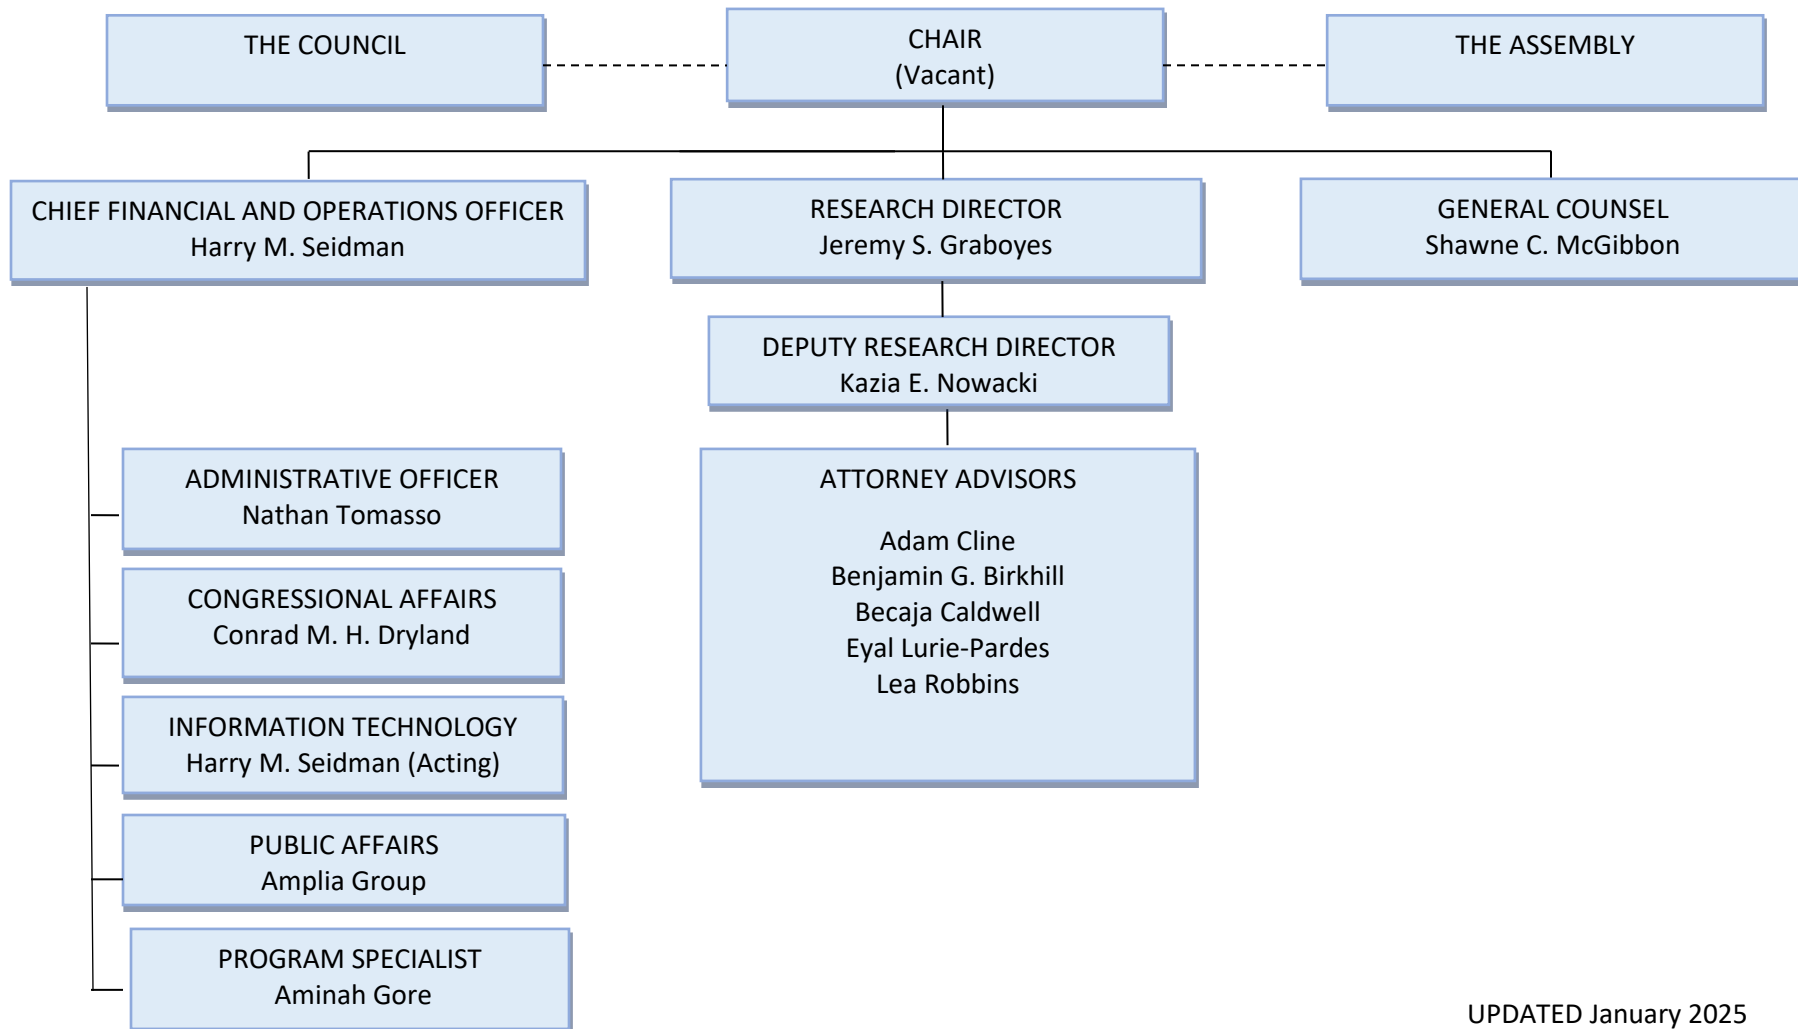 THE COUNCIL
CHAIR
(Vacant)
THE ASSEMBLY
CHIEF FINANCIAL AND OPERATIONS OFFICER
Harry M. Seidman
RESEARCH DIRECTOR
Jeremy S. Graboyes
GENERAL COUNSEL
Shawne C. McGibbon
DEPUTY RESEARCH DIRECTOR
Kazia E. Nowacki
ADMINISTRATIVE OFFICER
Nathan Tomasso
CONGRESSIONAL AFFAIRS
Conrad M. H. Dryland
INFORMATION TECHNOLOGY
Harry M. Seidman (Acting)
PUBLIC AFFAIRS
Amplia Group
PROGRAM SPECIALIST
Aminah Gore
ATTORNEY ADVISORS
Adam Cline
Benjamin G. Birkhill
Becaja Caldwell
Eyal Lurie-Pardes
Lea Robbins
UPDATED January 2025